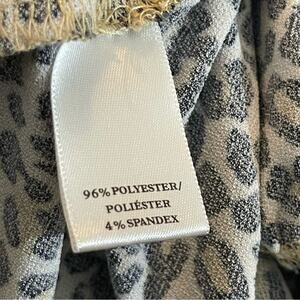 96% POLYESTER/
POLIÉSTER
4% SPANDEX